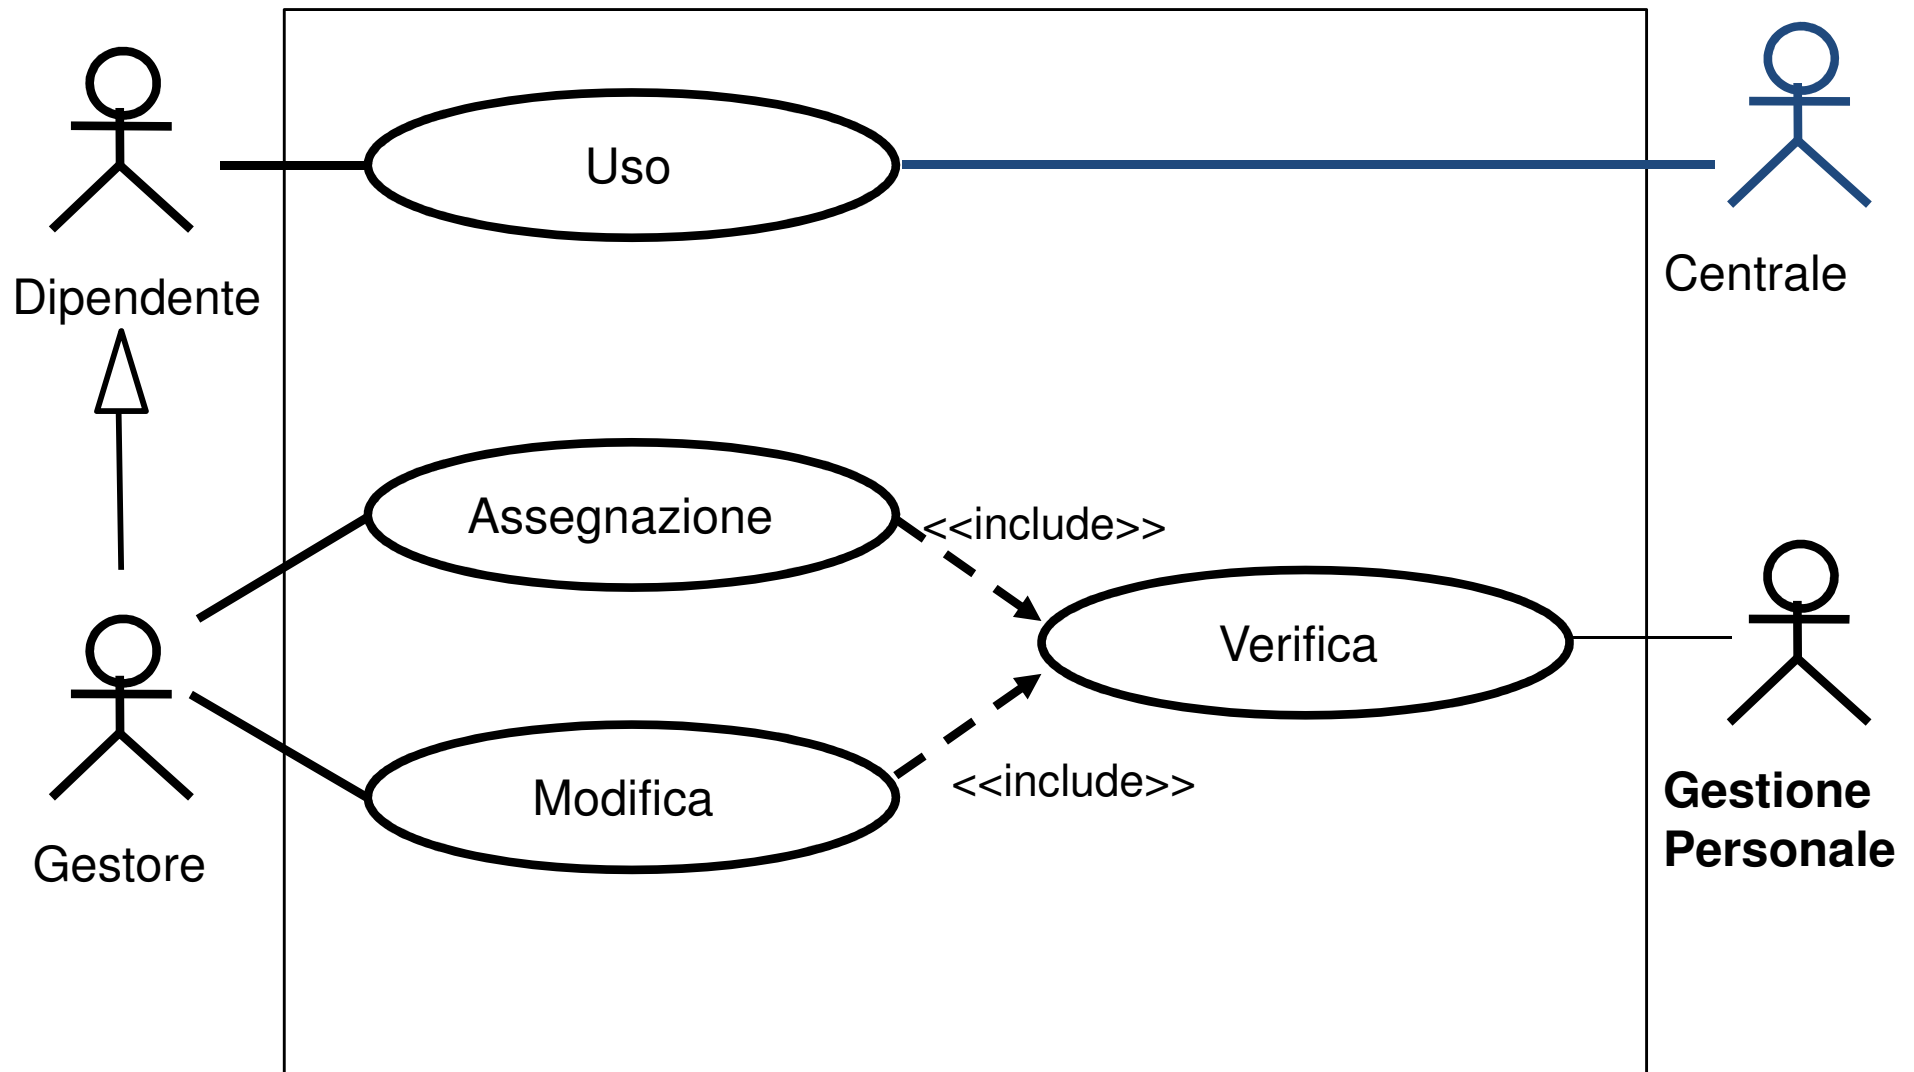 Uso
Centrale
Dipendente
Assegnazione
<<include>>
Verifica
Modifica
<<include>>
Gestione
Personale
Gestore